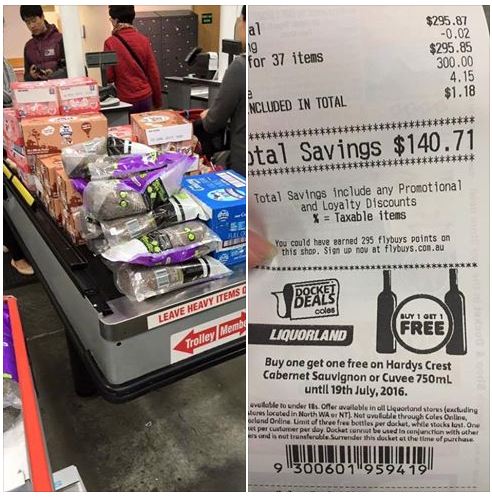 LEAVE HEAVY ITEMS
Trolley Memb
$295.87
-0.02
$295.85
for 37 items
300.00
4.15
$1.18
NCLUDED IN TOTAL
otal Savings $140.71
Total Savings include any Promotional
and Loyalty Discounts
% = Taxable items
You could have earned 295 flybuys points on
this shop. Sign up now at flybuys.com.au
DOCKET
DEALS
coles
LIQUORLAND
BUY 1 GET 1
FREE
Buy one get one free on Hardys Crest
Cabernet Sauvignon or Cuvee 750mL
until 19th July, 2016.
available to under 18s. Offer available in all Liquorland stores (excluding
stores located in North WA or NT). Not available through Coles Online,
orland Online. Limit of three free bottles per docket, while stocks last. One
et per customer per day. Docket cannot be used in conjunction with other
ers and is not transferable. Surrender this docket at the time of purchase.
9 300601 959419